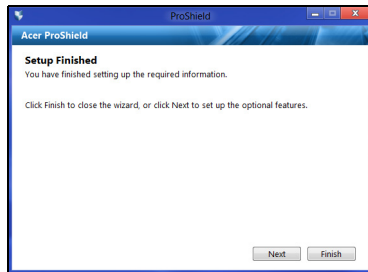 ProShield
Acer ProShield
Setup Finished
You have finished setting up the required information.
Click Finish to close the wizard, or click Next to set up the optional features.
Next
Finish